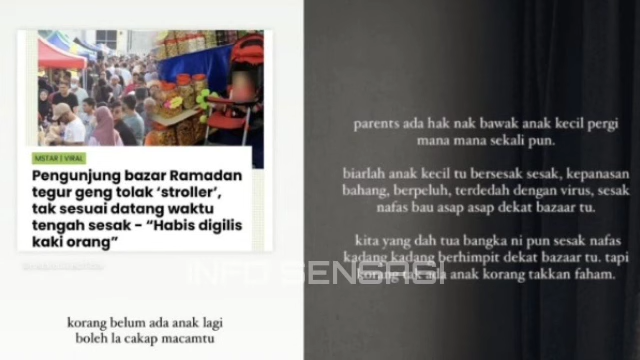 MSTAR | VIRAL
Pengunjung bazar Ramadan
tegur geng tolak ‘stroller’,
tak sesuai datang waktu
tengah sesak - “Habis digilis
kaki orang”
korang belum ada anak lagi
boleh la cakap macamtu
parents ada hak nak bawak anak kecil pergi
mana mana sekali pun.
biarlah anak kecil tu bersesak sesak, kepanasan
bahang, berpeluh, terdedah dengan virus, sesak
nafas bau asap asap dekat bazaar tu.
kita yang dah tua bangka ni pun sesak nafas
kadang kadang berhimpit dekat bazaar tu. tapi
korang tak ada anak korang takkan faham.
INFO SENSASI